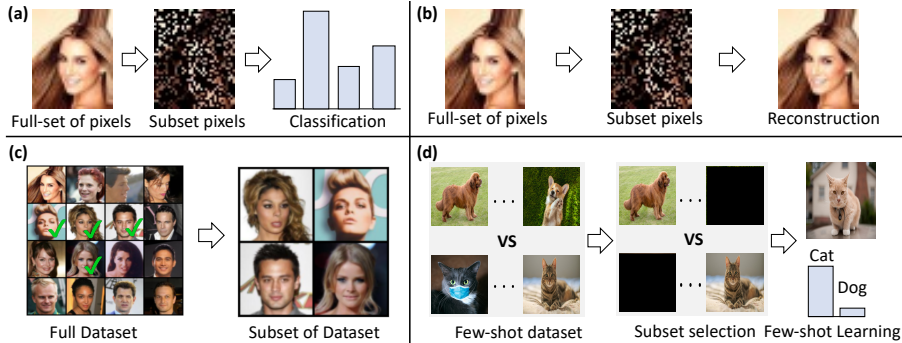 (a)
Full-set of pixels
Subset pixels
Classification
(b)
Full-set of pixels
Subset pixels
Reconstruction
(c)
Full Dataset
Subset of Dataset
(d)
VS
VS
Cat
Dog
Few-shot dataset
Subset selection
Few-shot Learning